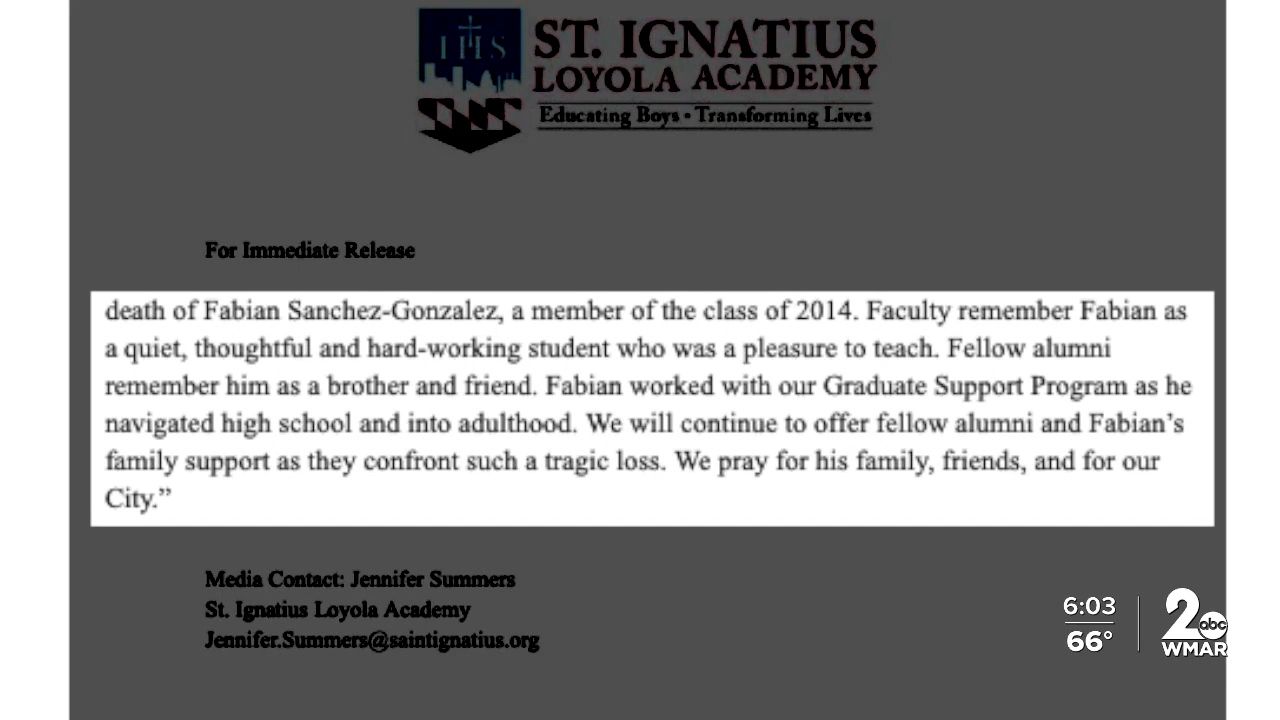 IHS
ST. IGNATIUS
LOYOLA ACADEMY
Educating Boys • Transforming Lives
For Immediate Release
death of Fabian Sanchez-Gonzalez, a member of the class of 2014. Faculty remember Fabian as
a quiet, thoughtful and hard-working student who was a pleasure to teach. Fellow alumni
remember him as a brother and friend. Fabian worked with our Graduate Support Program as he
navigated high school and into adulthood. We will continue to offer fellow alumni and Fabian’s
family support as they confront such a tragic loss. We pray for his family, friends, and for our
City.”
Media Contact: Jennifer Summers
St. Ignatius Loyola Academy
Jennifer.Summers@saintignatius.org
6:03
66°
2 abc
WMAR